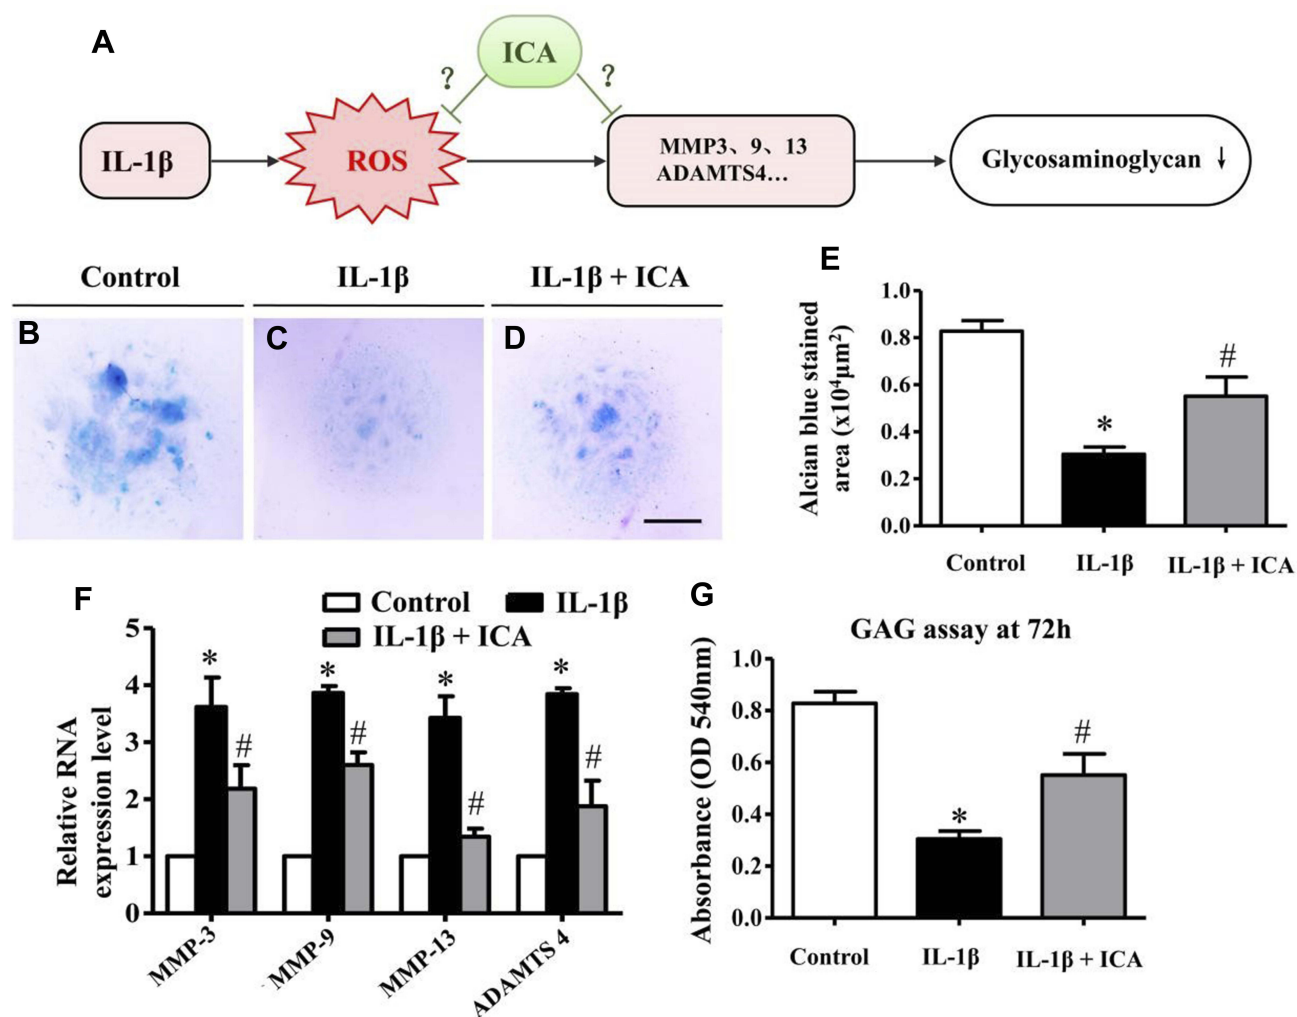 A
ICA
?
?
IL-1β
ROS
MMP3、9、13
ADAMTS4...
Glycosaminoglycan ↓
Control
IL-1β
IL-1β + ICA
B
C
D
E
Alcian blue stained
area (x10⁴μm²)
1.0
0.8
0.6
0.4
0.2
0.0
*
#
Control
IL-1β
IL-1β + ICA
F
Control
IL-1β
IL-1β + ICA
Relative RNA
expression level
5
4
3
2
1
0
*
#
*
#
*
#
*
#
MMP-3
MMP-9
MMP-13
ADAMTS 4
G
GAG assay at 72h
Absorbance (OD 540nm)
1.0
0.8
0.6
0.4
0.2
0.0
*
#
Control
IL-1β
IL-1β + ICA